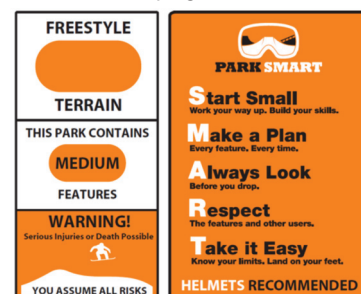 FREESTYLE
TERRAIN
THIS PARK CONTAINS
MEDIUM
FEATURES
WARNING!
Serious Injuries or Death Possible
YOU ASSUME ALL RISKS
PARK SMART
Start Small
Work your way up. Build your skills.
Make a Plan
Every feature. Every time.
Always Look
Before you drop.
Respect
The features and other users.
Take it Easy
Know your limits. Land on your feet.
HELMETS RECOMMENDED